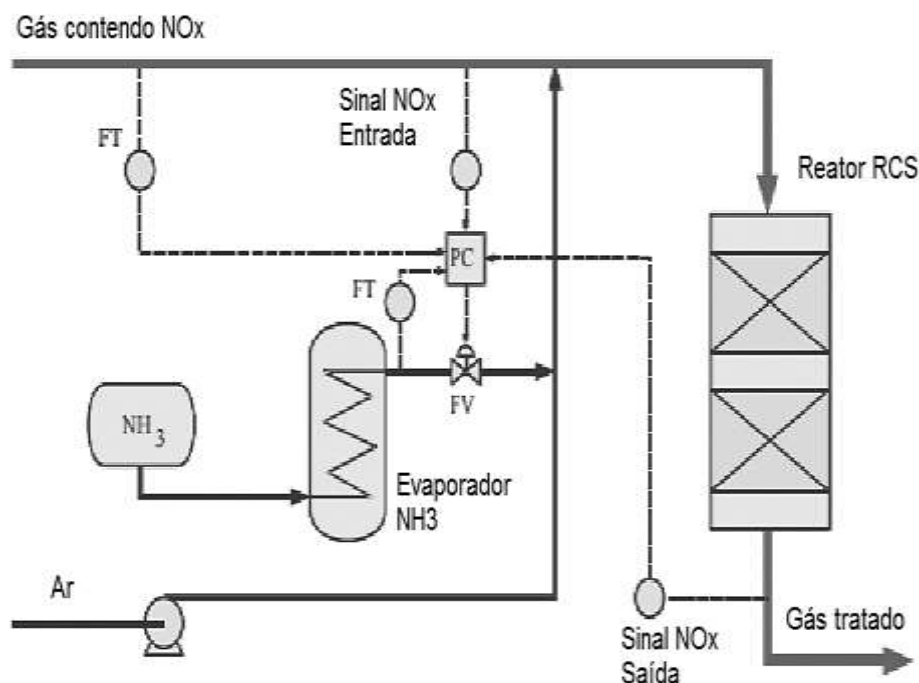 Gás contendo NOx
Sinal NOx
Entrada
FT
Reator RCS
PC
FT
FV
NH3
Evaporador
NH3
Ar
Sinal NOx
Saída
Gás tratado